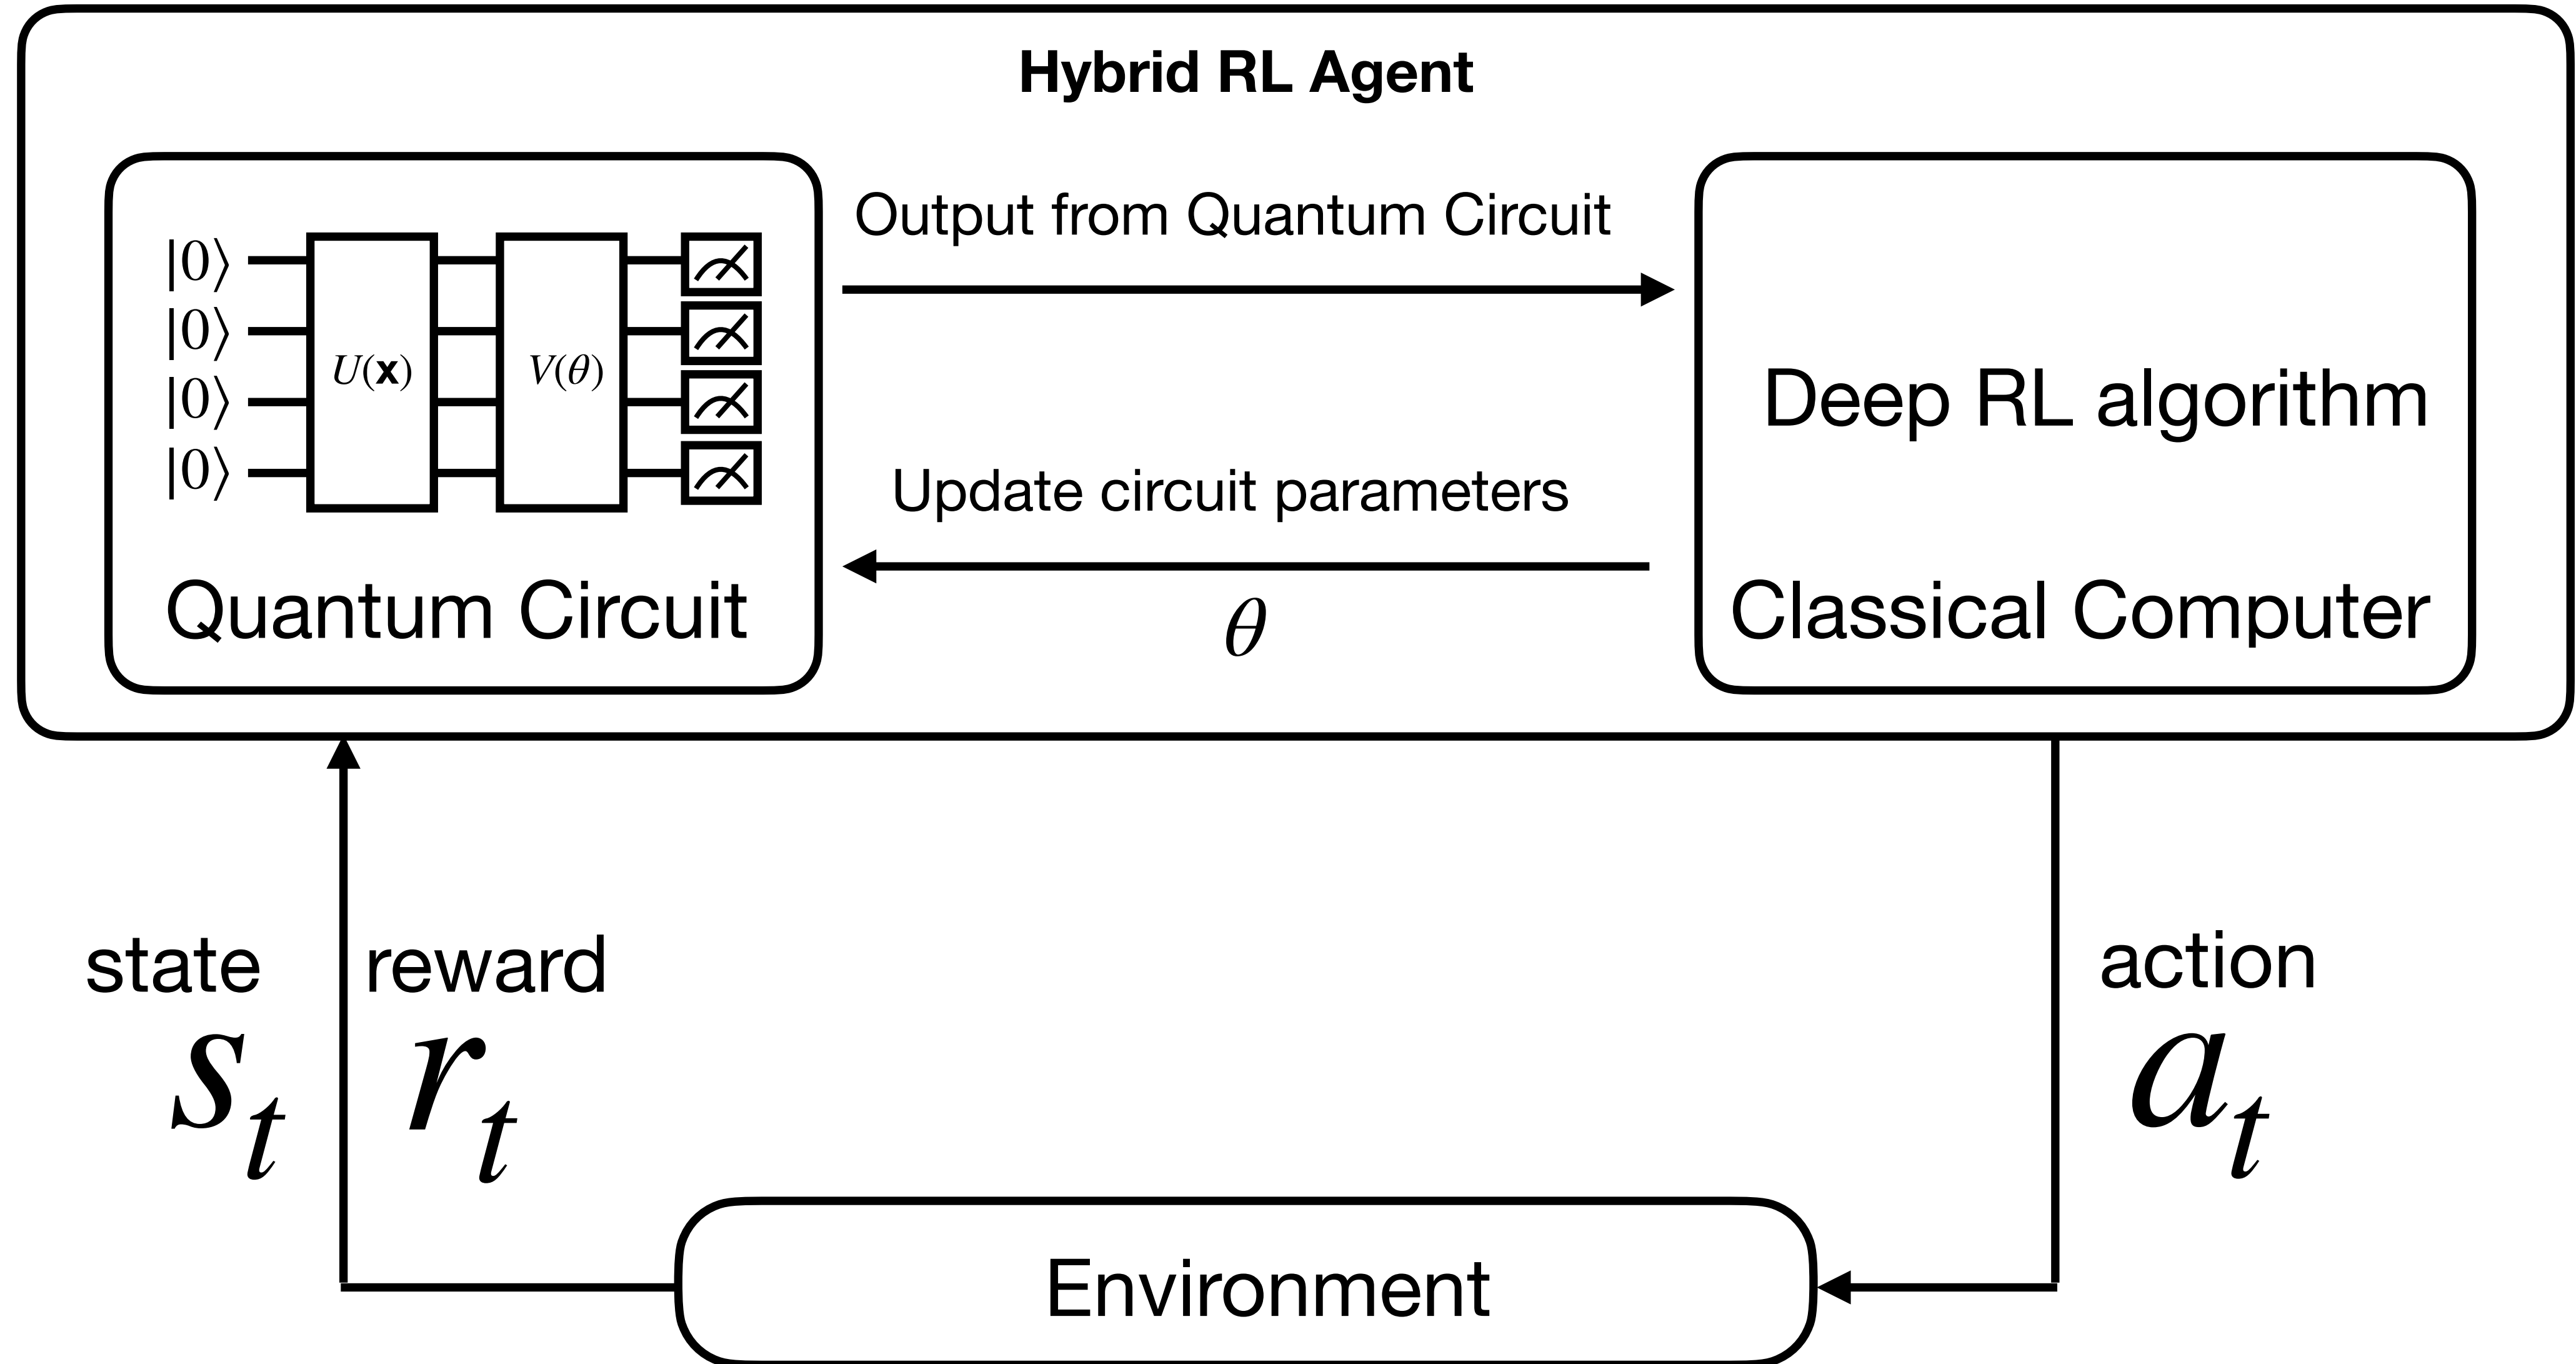 Hybrid RL Agent
|0⟩
|0⟩
|0⟩
|0⟩
U(x)
V(θ)
Quantum Circuit
Output from Quantum Circuit
Update circuit parameters
θ
Deep RL algorithm
Classical Computer
state
s_t
reward
r_t
action
a_t
Environment